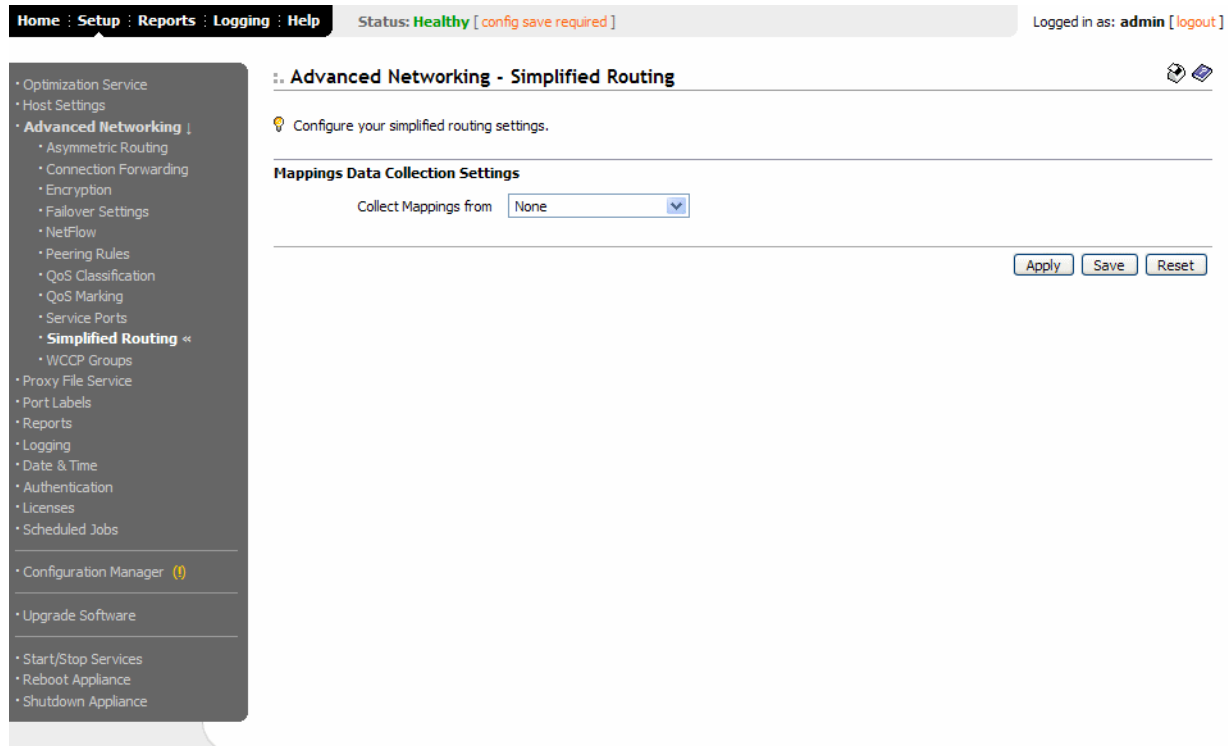 Home Setup Reports Logging Help Status: Healthy [ config save required ] Logged in as: admin [ logout ]
· Optimization Service
· Host Settings
· Advanced Networking ↓
· Asymmetric Routing
· Connection Forwarding
· Encryption
· Failover Settings
· NetFlow
· Peering Rules
· QoS Classification
· QoS Marking
· Service Ports
· Simplified Routing «
· WCCP Groups
· Proxy File Service
· Port Labels
· Reports
· Logging
· Date & Time
· Authentication
· Licenses
· Scheduled Jobs
· Configuration Manager (!)
· Upgrade Software
· Start/Stop Services
· Reboot Appliance
· Shutdown Appliance
:. Advanced Networking - Simplified Routing
Configure your simplified routing settings.
Mappings Data Collection Settings
Collect Mappings from None
Apply Save Reset